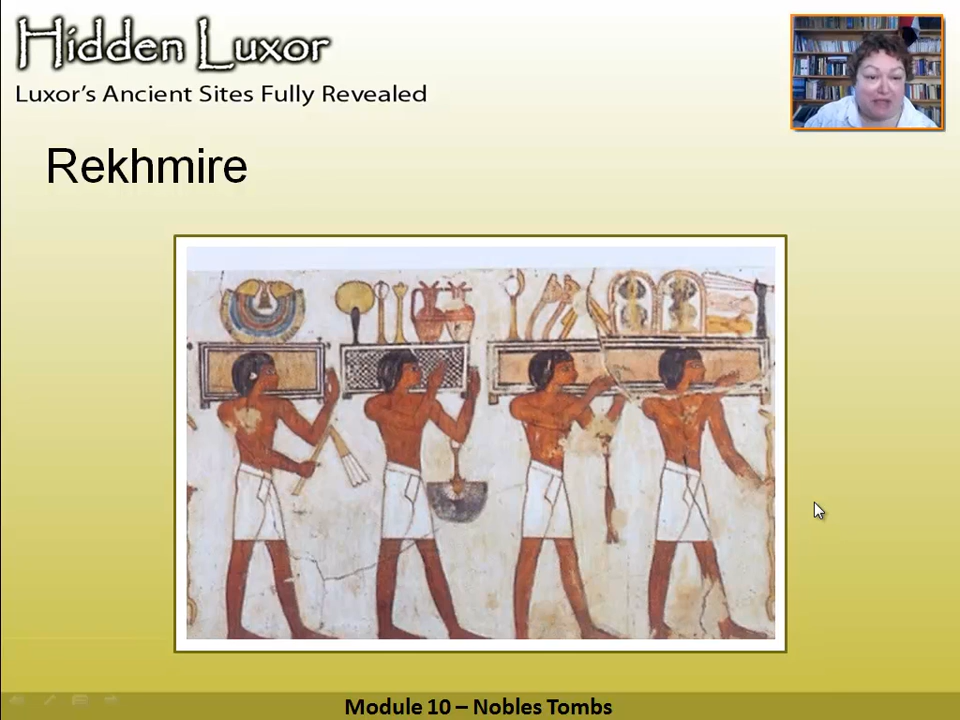 Hidden Luxor
Luxor's Ancient Sites Fully Revealed
Rekhmire
Module 10 – Nobles Tombs